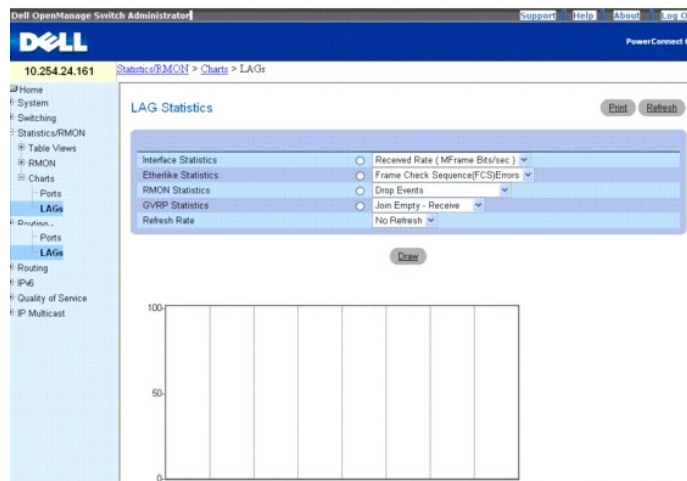 Dell OpenManage Switch Administrator
Support Help About Log O
DELL
PowerConnect
10.254.24.161
Statistics/RMON > Charts > LAGs
Home
System
Switching
Statistics/RMON
Table Views
RMON
Charts
Ports
LAGs
Ports
LAGs
Routing
IPv6
Quality of Service
IP Multicast
LAG Statistics
Print Refresh
Interface Statistics Received Rate ( MFrame Bits/sec )
Etherlike Statistics Frame Check Sequence(FCS)Errors
RMON Statistics Drop Events
GVRP Statistics Join Empty - Receive
Refresh Rate No Refresh
Draw
100
50
0